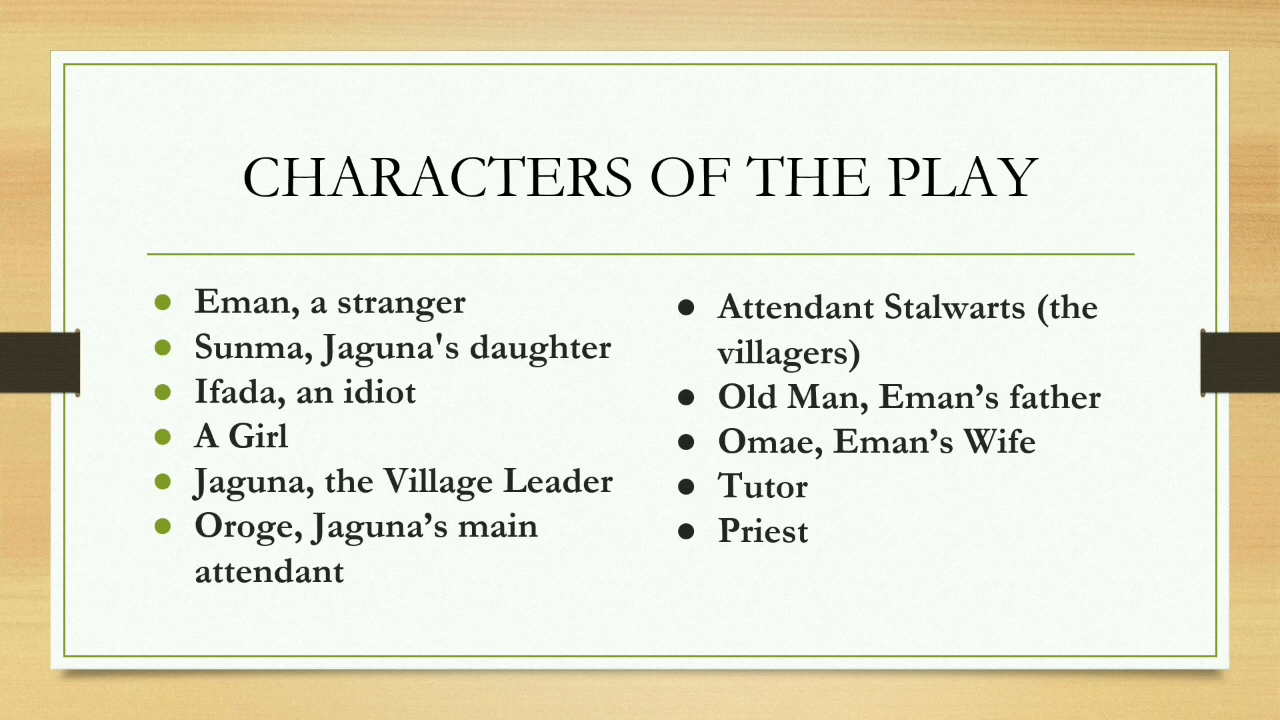 CHARACTERS OF THE PLAY
● Eman, a stranger
● Sunma, Jaguna's daughter
● Ifada, an idiot
● A Girl
● Jaguna, the Village Leader
● Oroge, Jaguna’s main
attendant
● Attendant Stalwarts (the
villagers)
● Old Man, Eman’s father
● Omae, Eman’s Wife
● Tutor
● Priest